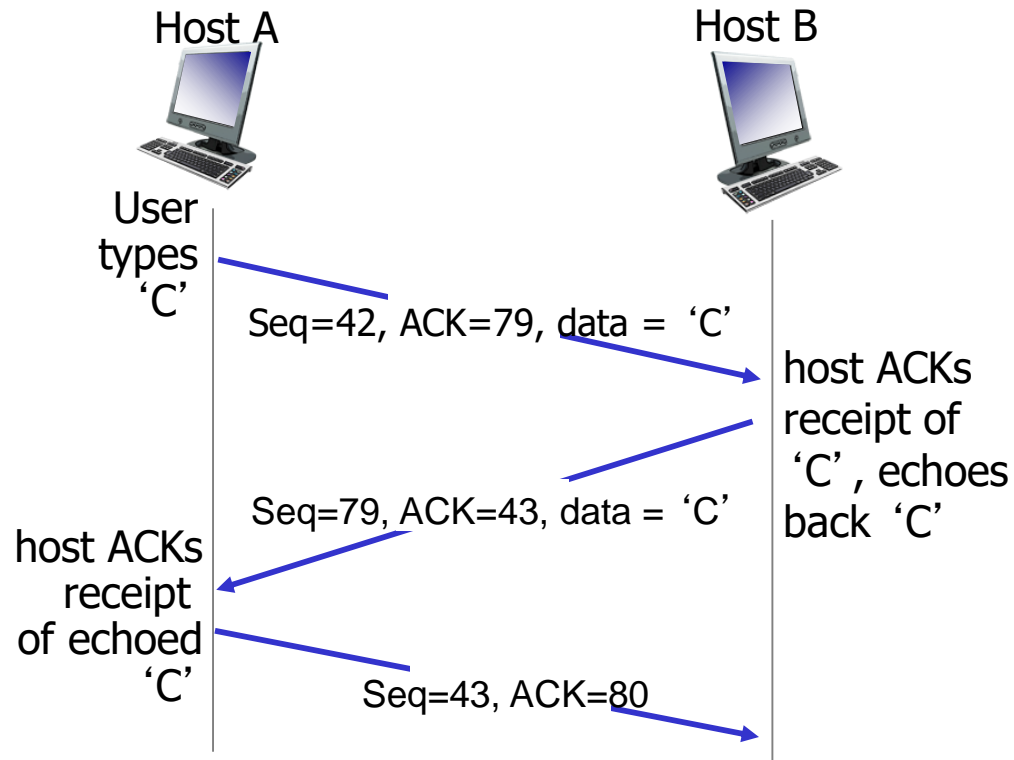 Host A
Host B
User
types
‘C’
Seq=42, ACK=79, data = ‘C’
host ACKs
receipt of
‘C’, echoes
back ‘C’
Seq=79, ACK=43, data = ‘C’
host ACKs
receipt
of echoed
‘C’
Seq=43, ACK=80